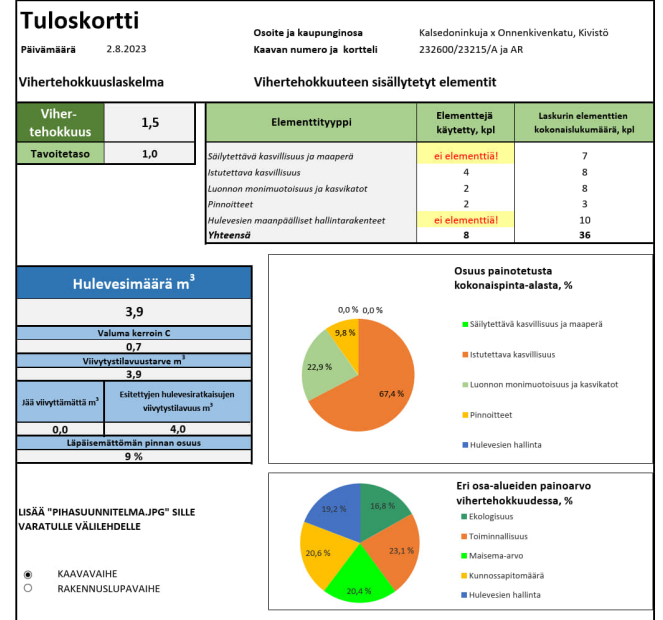 Tuloskortti
Päivämäärä 2.8.2023
Osoite ja kaupunginosa Kalsedoninkuja x Onnenkivenkatu, Kivistö
Kaavan numero ja kortteli 232600/23215/A ja AR
Vihertehokkuuslaskelma
Vihertehokkuuteen sisällytetyt elementit
Viher-
tehokkuus 1,5
Tavoitetaso 1,0
Elementtityyppi
Elementtejä
käytetty, kpl
Laskurin elementtien
kokonaislukumäärä, kpl
Säilytettävä kasvillisuus ja maaperä ei elementtiä! 7
Istutettava kasvillisuus 4 8
Luonnon monimuotoisuus ja kasvikatot 2 8
Pinnoitteet 2 3
Hulevesien maanpäälliset hallintarakenteet ei elementtiä! 10
Yhteensä 8 36
Hulevesimäärä m³
3,9
Valuma kerroin C
0,7
Viivytystilavuustarve m³
3,9
Jää viivyttämättä m³
Esitettyjen hulevesiratkaisujen
viivytystilavuus m³
0,0 4,0
Läpäisemättömän pinnan osuus
9 %
Osuus painotetusta
kokonaispinta-alasta, %
0,0 % 0,0 %
9,8 %
22,9 %
67,4 %
Säilytettävä kasvillisuus ja maaperä
Istutettava kasvillisuus
Luonnon monimuotoisuus ja kasvikatot
Pinnoitteet
Hulevesien hallinta
LISÄÄ "PIHASUUNNITELMA.JPG" SILLE
VARATULLE VÄLILEHDELLE
KAAVAVAIHE
RAKENNUSLUPAVAIHE
Eri osa-alueiden painoarvo
vihertehokkuudessa, %
19,2 %
16,8 %
20,6 %
23,1 %
20,4 %
Ekologisuus
Toiminnallisuus
Maisema-arvo
Kunnossapitomäärä
Hulevesien hallinta